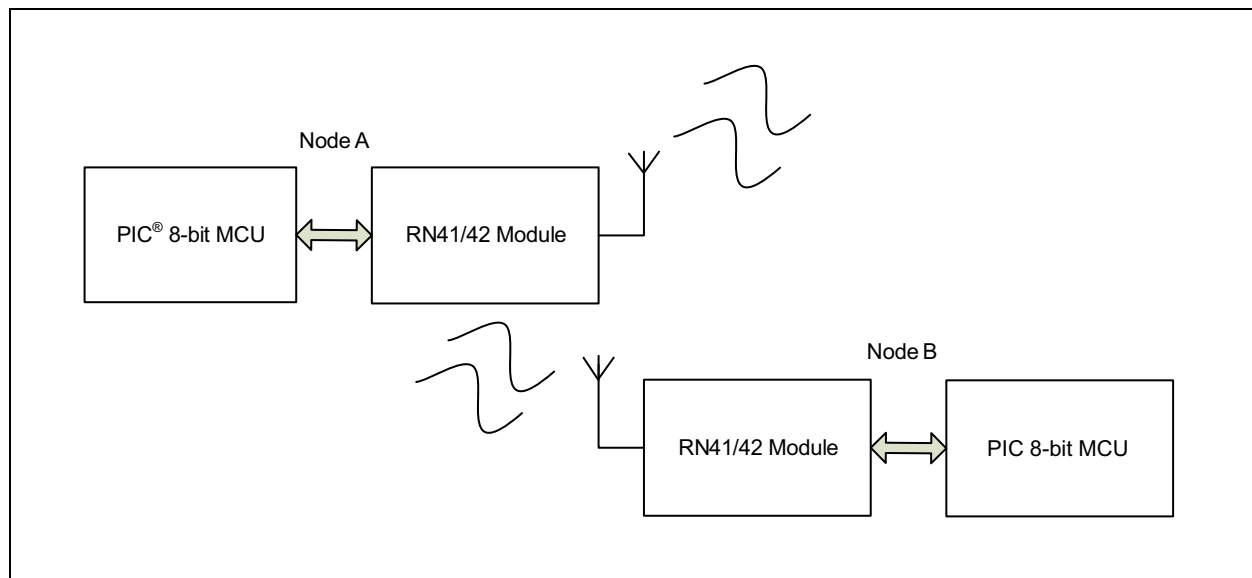 Node A
PIC® 8-bit MCU
RN41/42 Module
Node B
RN41/42 Module
PIC 8-bit MCU